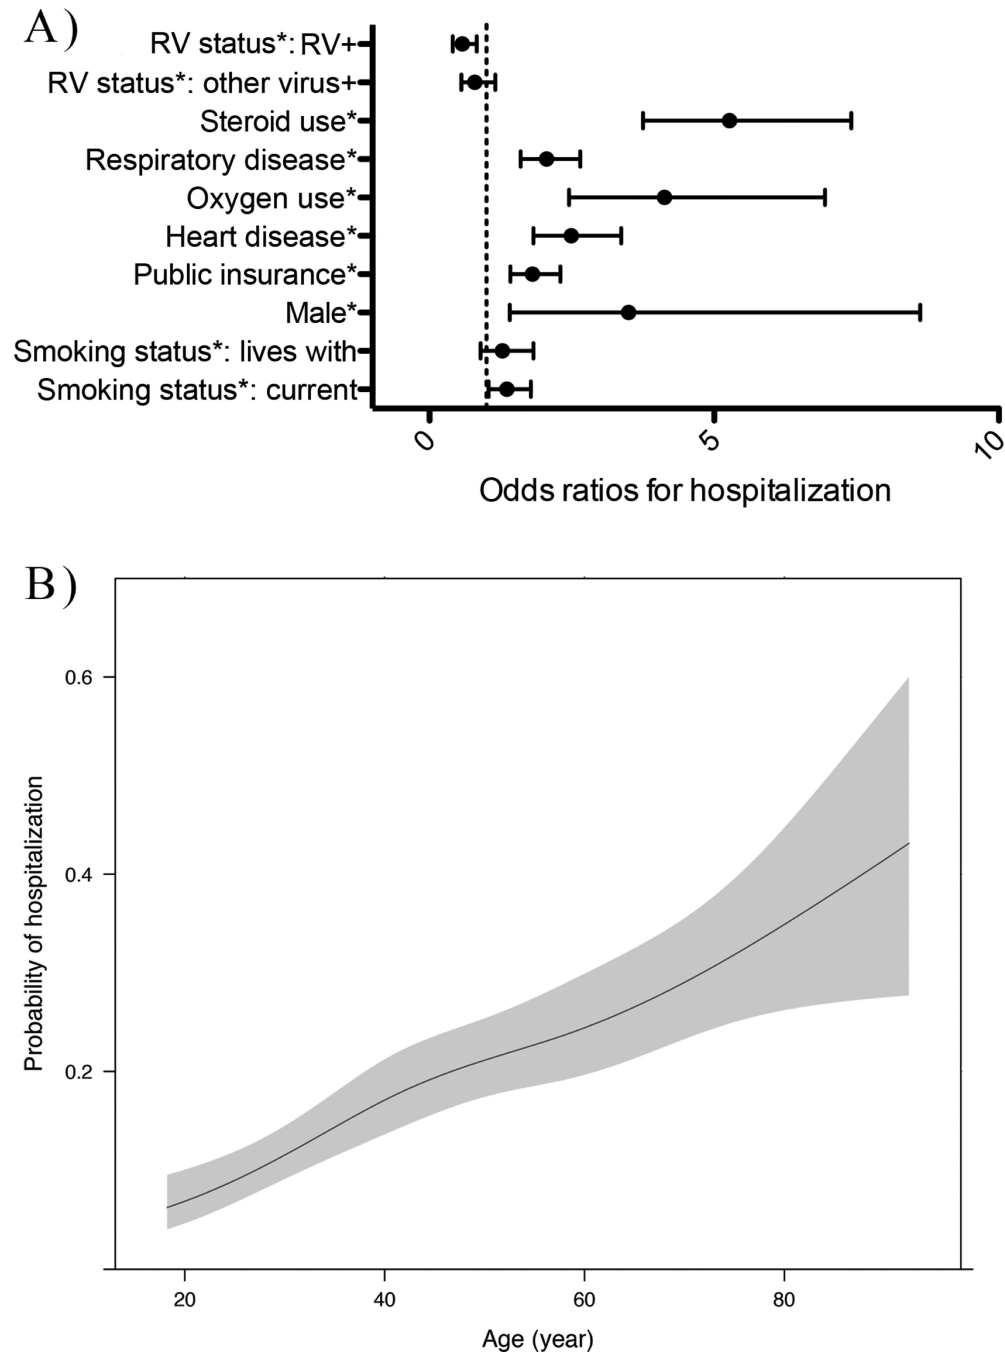 A)
RV status*: RV+
RV status*: other virus+
Steroid use*
Respiratory disease*
Oxygen use*
Heart disease*
Public insurance*
Male*
Smoking status*: lives with
Smoking status*: current
0 5 10
Odds ratios for hospitalization
B)
0.6
0.4
0.2
Probability of hospitalization
20 40 60 80
Age (year)